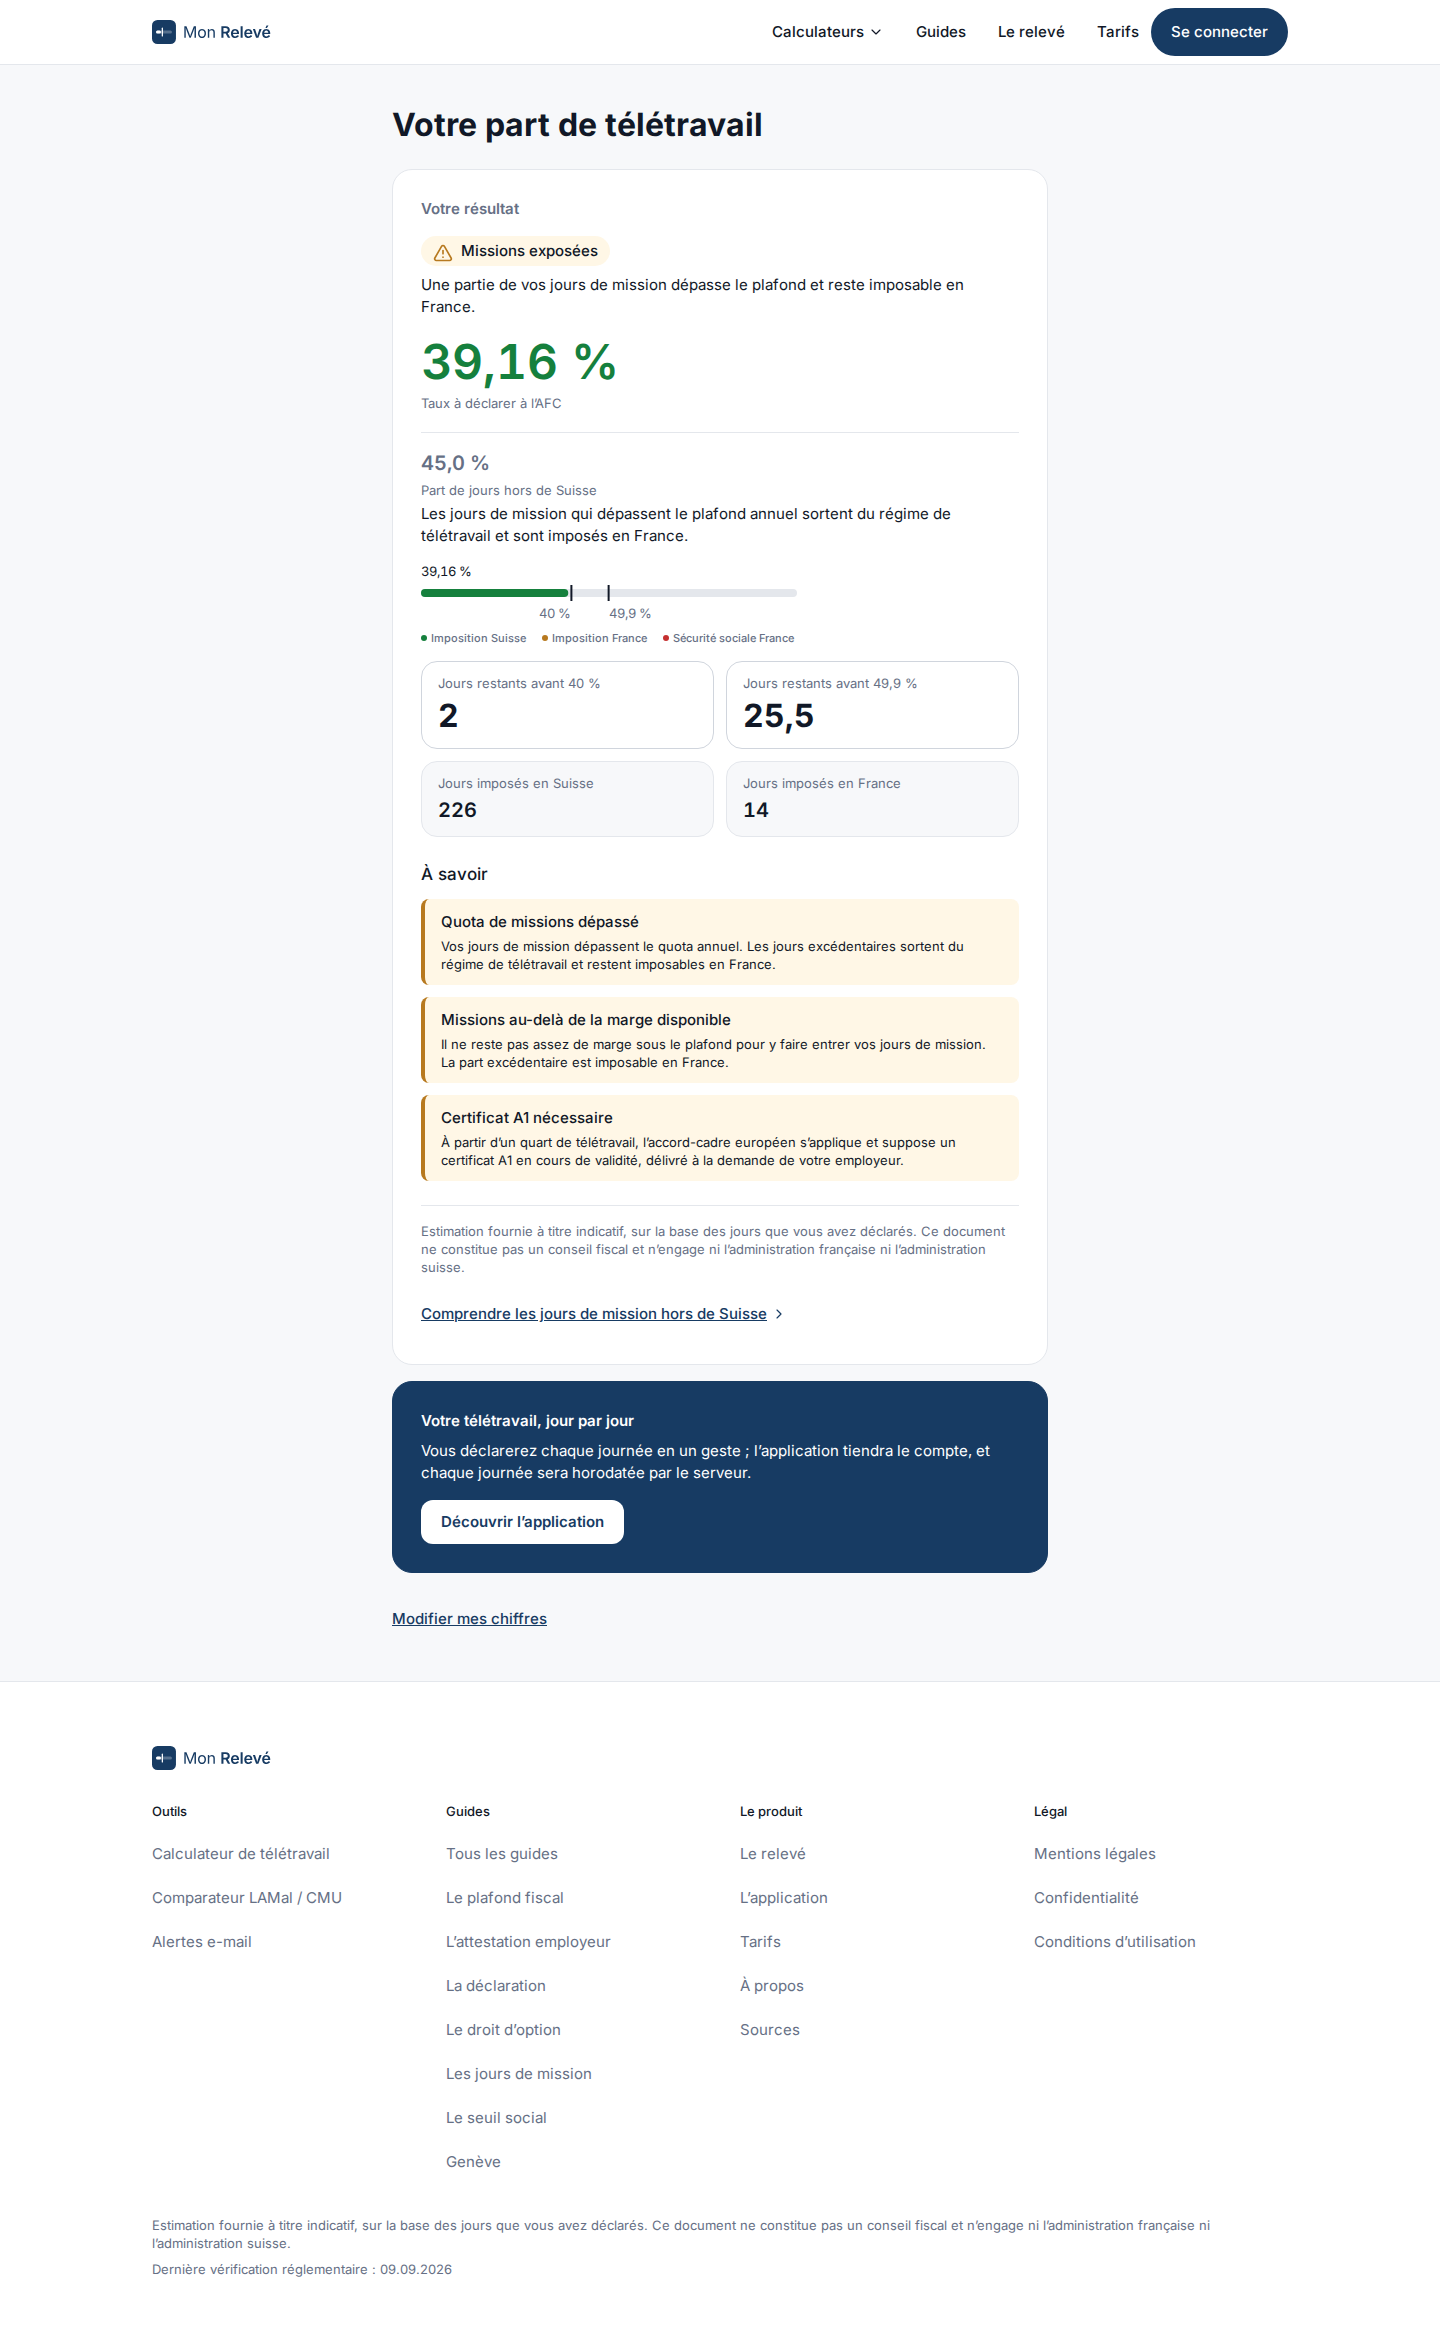 Mon Relevé
Calculateurs
Guides
Le relevé
Tarifs
Se connecter
Votre part de télétravail
Votre résultat
Missions exposées
Une partie de vos jours de mission dépasse le plafond et reste imposable en
France.
39,16 %
Taux à déclarer à l’AFC
45,0 %
Part de jours hors de Suisse
Les jours de mission qui dépassent le plafond annuel sortent du régime de
télétravail et sont imposés en France.
39,16 %
40 %
49,9 %
Imposition Suisse
Imposition France
Sécurité sociale France
Jours restants avant 40 %
2
Jours restants avant 49,9 %
25,5
Jours imposés en Suisse
226
Jours imposés en France
14
À savoir
Quota de missions dépassé
Vos jours de mission dépassent le quota annuel. Les jours excédentaires sortent du
régime de télétravail et restent imposables en France.
Missions au-delà de la marge disponible
Il ne reste pas assez de marge sous le plafond pour y faire entrer vos jours de mission.
La part excédentaire est imposable en France.
Certificat A1 nécessaire
À partir d’un quart de télétravail, l’accord-cadre européen s’applique et suppose un
certificat A1 en cours de validité, délivré à la demande de votre employeur.
Estimation fournie à titre indicatif, sur la base des jours que vous avez déclarés. Ce document
ne constitue pas un conseil fiscal et n’engage ni l’administration française ni l’administration
suisse.
Comprendre les jours de mission hors de Suisse
Votre télétravail, jour par jour
Vous déclarerez chaque journée en un geste ; l’application tiendra le compte, et
chaque journée sera horodatée par le serveur.
Découvrir l’application
Modifier mes chiffres
Mon Relevé
Outils
Calculateur de télétravail
Comparateur LAMal / CMU
Alertes e-mail
Guides
Tous les guides
Le plafond fiscal
L’attestation employeur
La déclaration
Le droit d’option
Les jours de mission
Le seuil social
Genève
Le produit
Le relevé
L’application
Tarifs
À propos
Sources
Légal
Mentions légales
Confidentialité
Conditions d’utilisation
Estimation fournie à titre indicatif, sur la base des jours que vous avez déclarés. Ce document ne constitue pas un conseil fiscal et n’engage ni l’administration française ni
l’administration suisse.
Dernière vérification réglementaire : 09.09.2026